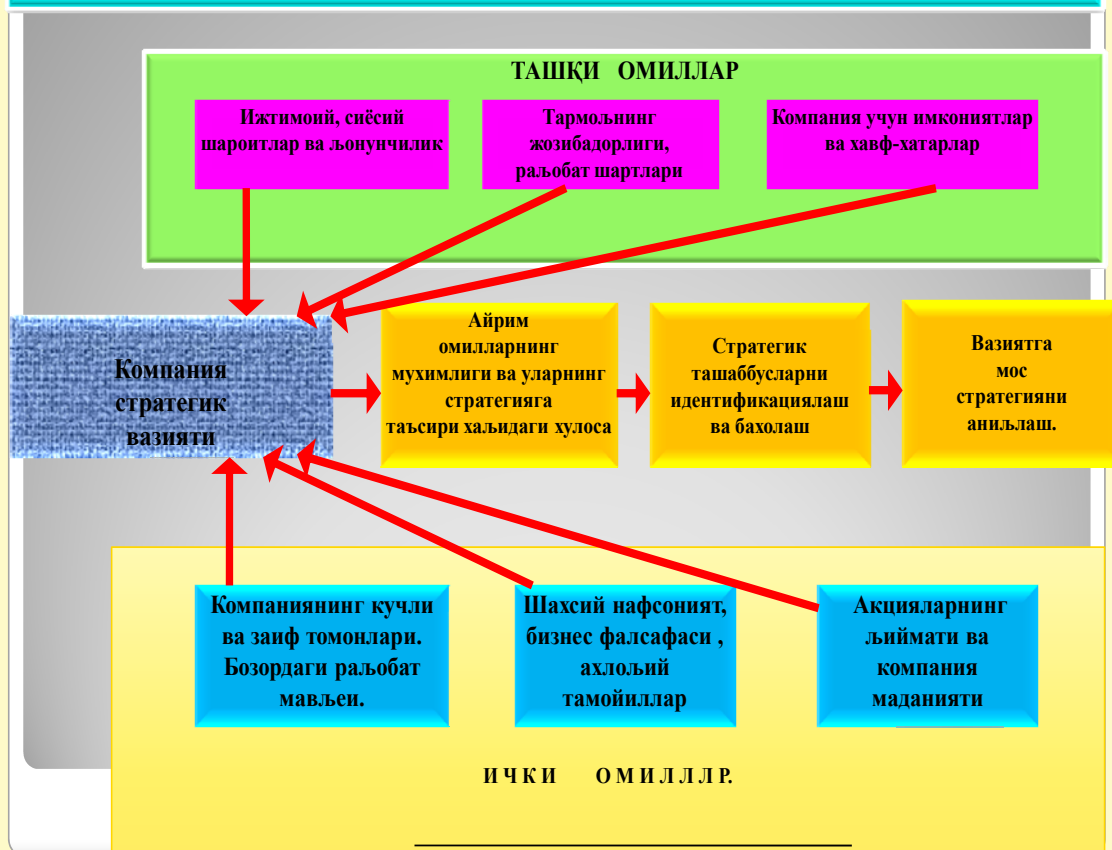 ТАШҚИ ОМИЛЛАР
Ижтимоий, сиёсий
шароитлар ва љонунчилик
Тармољнинг
жозибадорлиги,
раљобат шартлари
Компания учун имкониятлар
ва хавф-хатарлар
Компания
стратегик
вазияти
Айрим
омилларнинг
мухимлиги ва уларнинг
стратегияга
таъсири хаљидаги хулоса
Стратегик
ташаббусларни
идентификациялаш
ва бахолаш
Вазиятга
мос
стратегияни
аниљлаш.
Компаниянинг кучли
ва заиф томонлари.
Бозордаги раљобат
мављеи.
Шахсий нафсоният,
бизнес фалсафаси ,
ахлољий
тамойиллар
Акцияларнинг
љиймати ва
компания
маданияти
И Ч К И О М И Л Л Л Р.